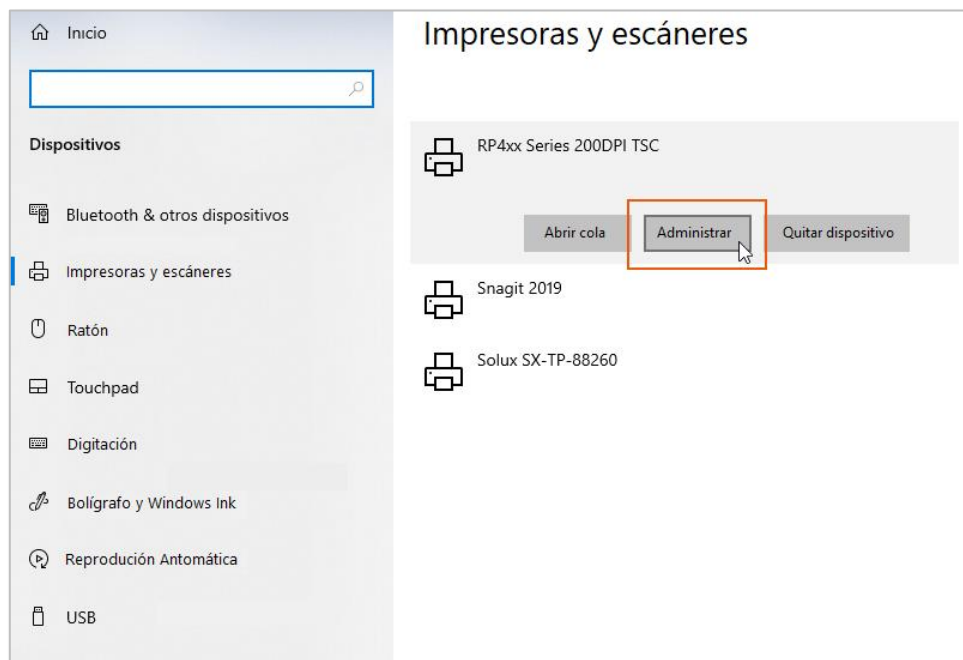 Inicio
Dispositivos
Bluetooth & otros dispositivos
Impresoras y escáneres
Ratón
Touchpad
Digitación
Bolígrafo y Windows Ink
Reprodución Antomática
USB
Impresoras y escáneres
RP4xx Series 200DPI TSC
Abrir cola Administrar Quitar dispositivo
Snagit 2019
Solux SX-TP-88260